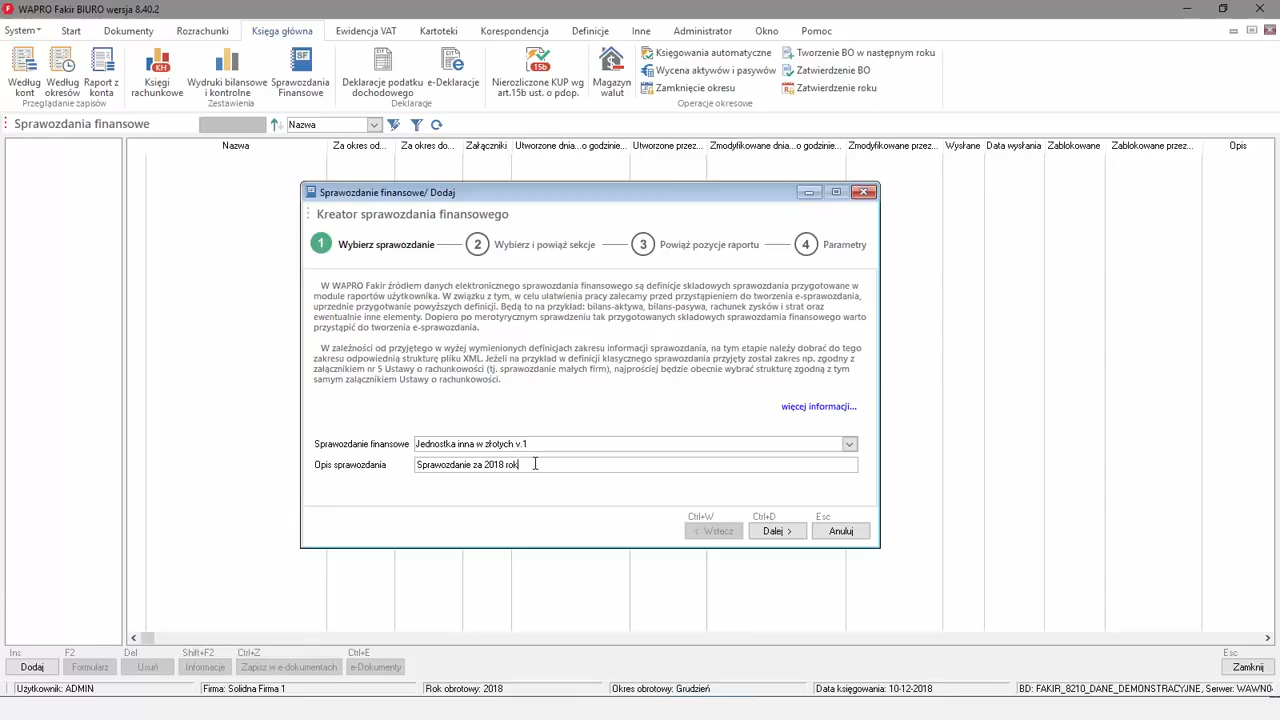 WAPRO Fakir BIURO wersja 8.40.2
System Start Dokumenty Rozrachunki Księga główna Ewidencja VAT Kartoteki Korespondencja Definicje Inne Administrator Okno Pomoc
Według kont
Według okresów
Raport z konta
Przeglądanie zapisów
Księgi rachunkowe
Wydruki bilansowe i kontrolne
Sprawozdania Finansowe
Zestawienia
Deklaracje podatku dochodowego
e-Deklaracje
Deklaracje
Nierozliczone KUP wg art.15b ust. o pdop.
Magazyn walut
Księgowania automatyczne
Wycena aktywów i pasywów
Zamknięcie okresu
Tworzenie BO w następnym roku
Zatwierdzenie BO
Zatwierdzenie roku
Operacje okresowe
Sprawozdania finansowe
Nazwa
Nazwa Za okres od... Za okres do... Załączniki Utworzone dnia...o godzinie... Utworzone przez... Zmodyfikowane dnia...o godzinie... Zmodyfikowane przez... Wysłane Data wysłania Zablokowane Zablokowane przez... Opis
Sprawozdanie finansowe/ Dodaj
Kreator sprawozdania finansowego
1 Wybierz sprawozdanie 2 Wybierz i powiąż sekcje 3 Powiąż pozycje raportu 4 Parametry
W WAPRO Fakir źródłem danych elektronicznego sprawozdania finansowego są definicje składowych sprawozdania przygotowane w
module raportów użytkownika. W związku z tym, w celu ułatwienia pracy zalecamy przed przystąpieniem do tworzenia e-sprawozdania,
uprzednie przygotwanie powyższych definicji. Będą to na przykład: bilans-aktywa, bilans-pasywa, rachunek zysków i strat oraz
ewentualnie inne elementy. Dopiero po merotyrycznym sprawdzeniu tak przygotowanych składowych sprawozdamia finansowego warto
przystąpić do tworzenia e-sprawozdania.
W zależności od przyjętego w wyżej wymienionych definicjach zakresu informacji sprawozdania, na tym etapie należy dobrać do tego
zakresu odpowiednią strukturę pliku XML. Jeżeli na przykład w definicji klasycznego sprawozdania przyjęty został zakres np. zgodny z
załącznikiem nr 5 Ustawy o rachunkowości (tj. sprawozdanie małych firm), najprościej będzie obecnie wybrać strukturę zgodną z tym
samym załącznikiem Ustawy o rachunkowości.
więcej informacji...
Sprawozdanie finansowe Jednostka inna w złotych v.1
Opis sprawozdania Sprawozdanie za 2018 rok
Ctrl+W Ctrl+D Esc
< Wstecz Dalej > Anuluj
Ins F2 Del Shift+F2 Ctrl+Z Ctrl+E Esc
Dodaj Formularz Usuń Informacje Zapisz w e-dokumentach e-Dokumenty Zamknij
Użytkownik: ADMIN Firma: Solidna Firma 1 Rok obrotowy: 2018 Okres obrotowy: Grudzień Data księgowania: 10-12-2018 BD: FAKIR_8210_DANE_DEMONSTRACYJNE, Serwer: WAWN0-